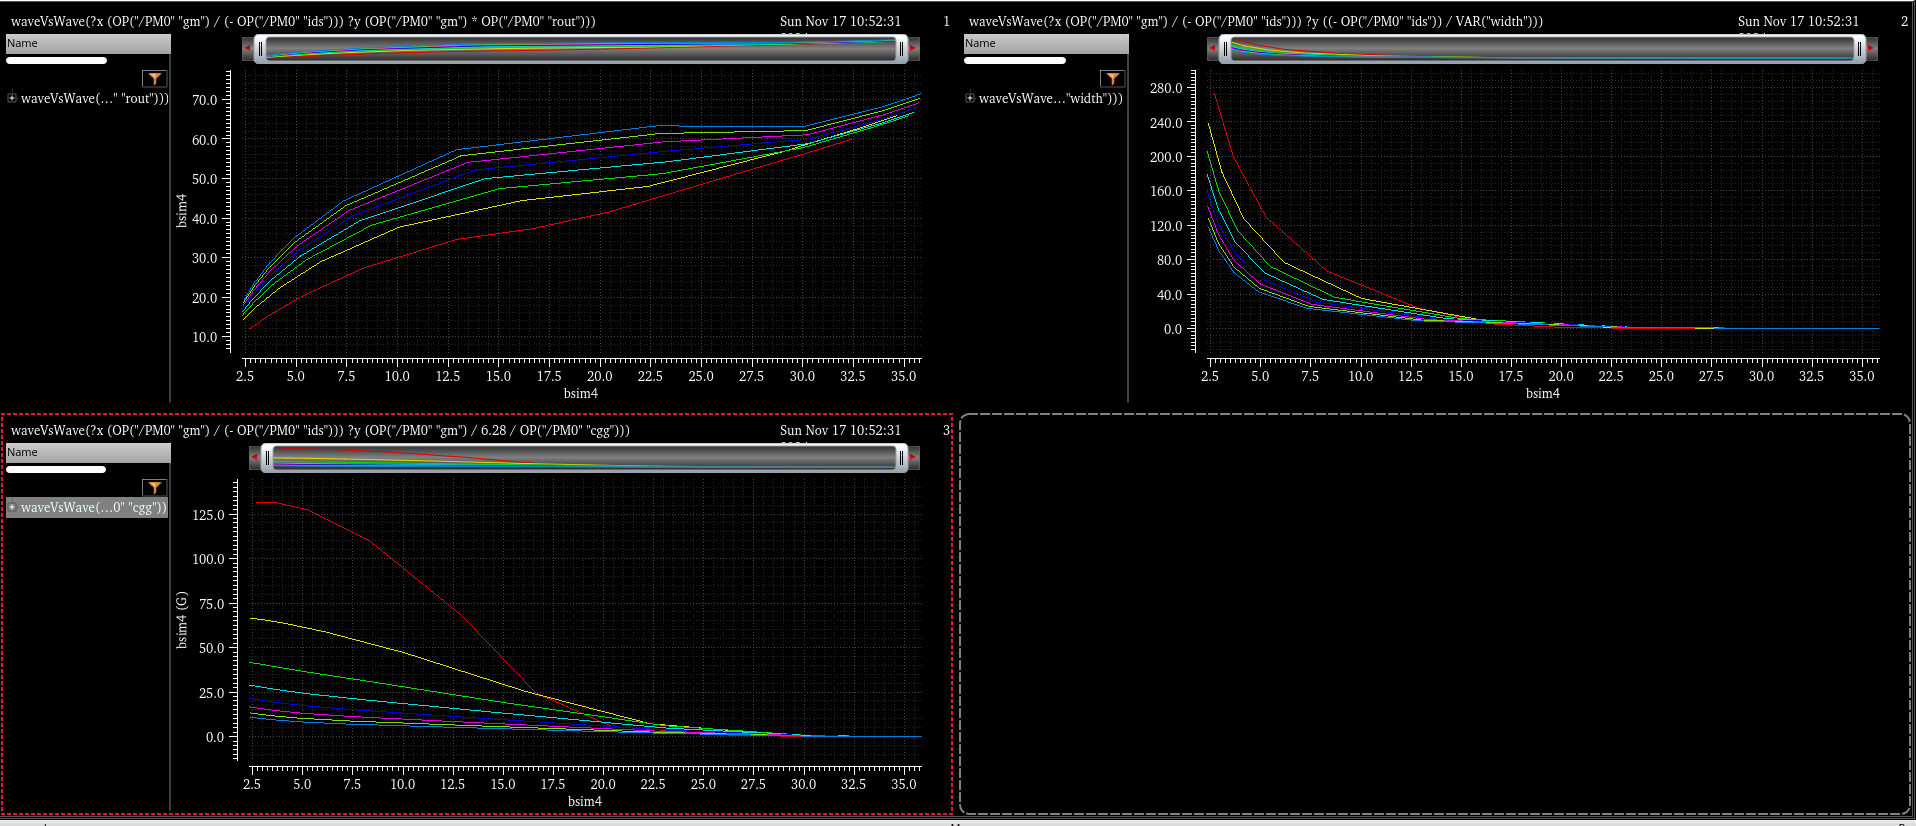 waveVsWave(?x (OP("/PM0" "gm") / (- OP("/PM0" "ids"))) ?y (OP("/PM0" "gm") * OP("/PM0" "rout")))
Sun Nov 17 10:52:31
1
Name
waveVsWave(..." "rout")))
70.0
60.0
50.0
40.0
30.0
20.0
10.0
bsim4
2.5 5.0 7.5 10.0 12.5 15.0 17.5 20.0 22.5 25.0 27.5 30.0 32.5 35.0
bsim4
waveVsWave(?x (OP("/PM0" "gm") / (- OP("/PM0" "ids"))) ?y ((- OP("/PM0" "ids")) / VAR("width")))
Sun Nov 17 10:52:31
2
Name
waveVsWave..."width")))
280.0
240.0
200.0
160.0
120.0
80.0
40.0
0.0
2.5 5.0 7.5 10.0 12.5 15.0 17.5 20.0 22.5 25.0 27.5 30.0 32.5 35.0
bsim4
waveVsWave(?x (OP("/PM0" "gm") / (- OP("/PM0" "ids"))) ?y (OP("/PM0" "gm") / 6.28 / OP("/PM0" "cgg")))
Sun Nov 17 10:52:31
3
Name
waveVsWave(...0" "cgg"))
125.0
100.0
75.0
50.0
25.0
0.0
bsim4 (G)
2.5 5.0 7.5 10.0 12.5 15.0 17.5 20.0 22.5 25.0 27.5 30.0 32.5 35.0
bsim4